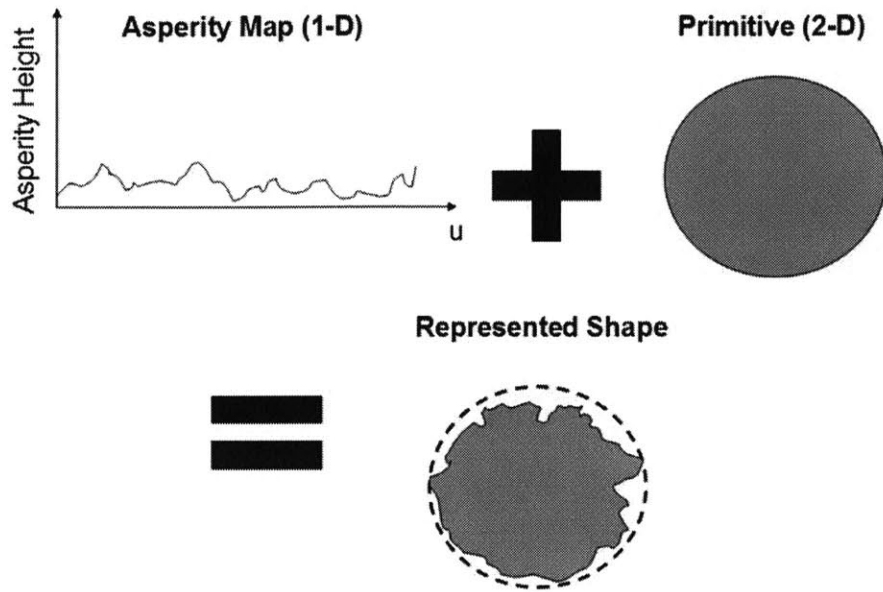 Asperity Map (1-D)
Primitive (2-D)
Asperity Height
u
Represented Shape